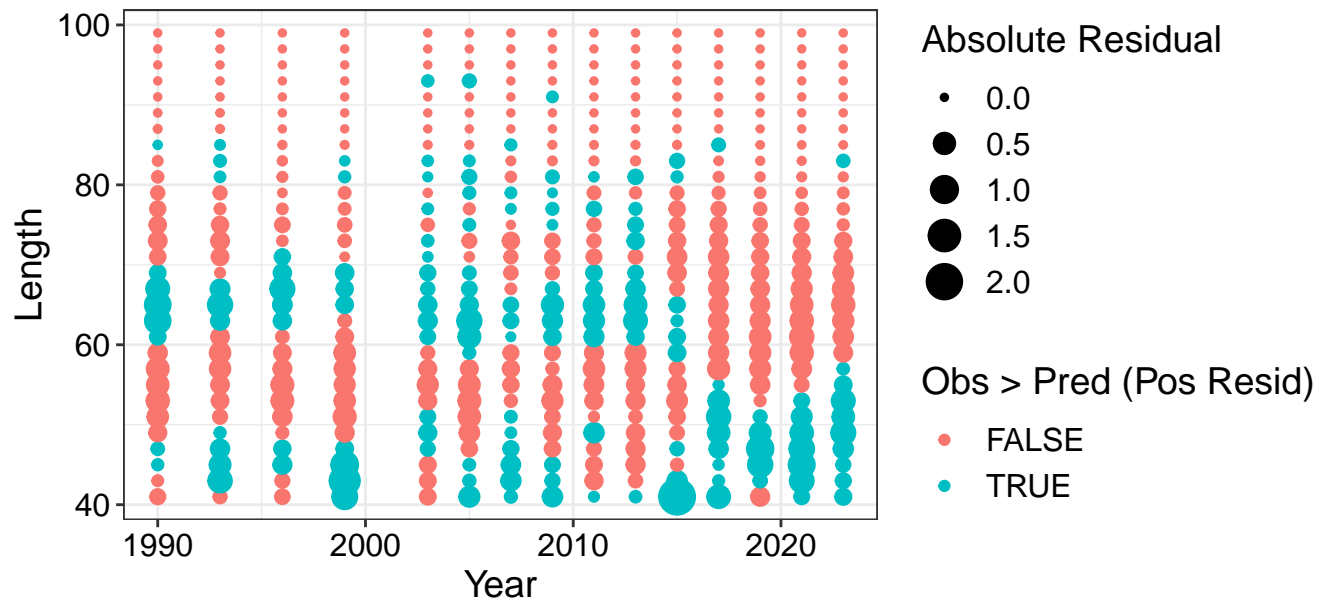 100
80
60
40
Length
1990
2000
2010
2020
Year
Absolute Residual
0.0
0.5
1.0
1.5
2.0
Obs > Pred (Pos Resid)
FALSE
TRUE